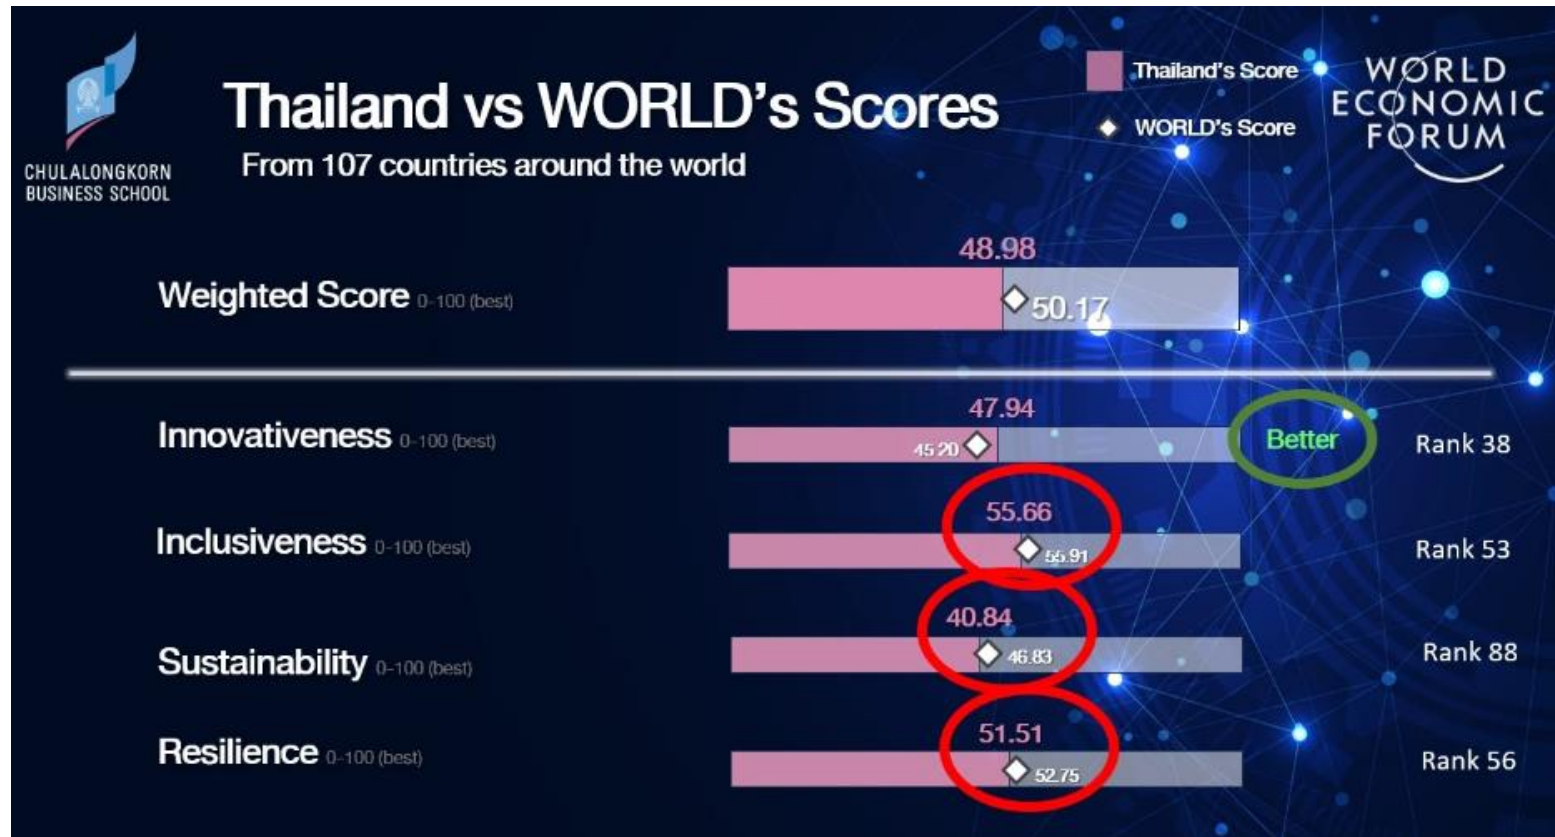 Thailand vs WORLD's Scores
From 107 countries around the world
CHULALONGKORN
BUSINESS SCHOOL
Thailand's Score
WORLD's Score
WORLD
ECONOMIC
FORUM
48.98
Weighted Score 0-100 (best)
50.17
47.94
Innovativeness 0-100 (best)
45.20
Better
Rank 38
55.66
Inclusiveness 0-100 (best)
55.91
Rank 53
40.84
Sustainability 0-100 (best)
46.83
Rank 88
51.51
Resilience 0-100 (best)
52.75
Rank 56